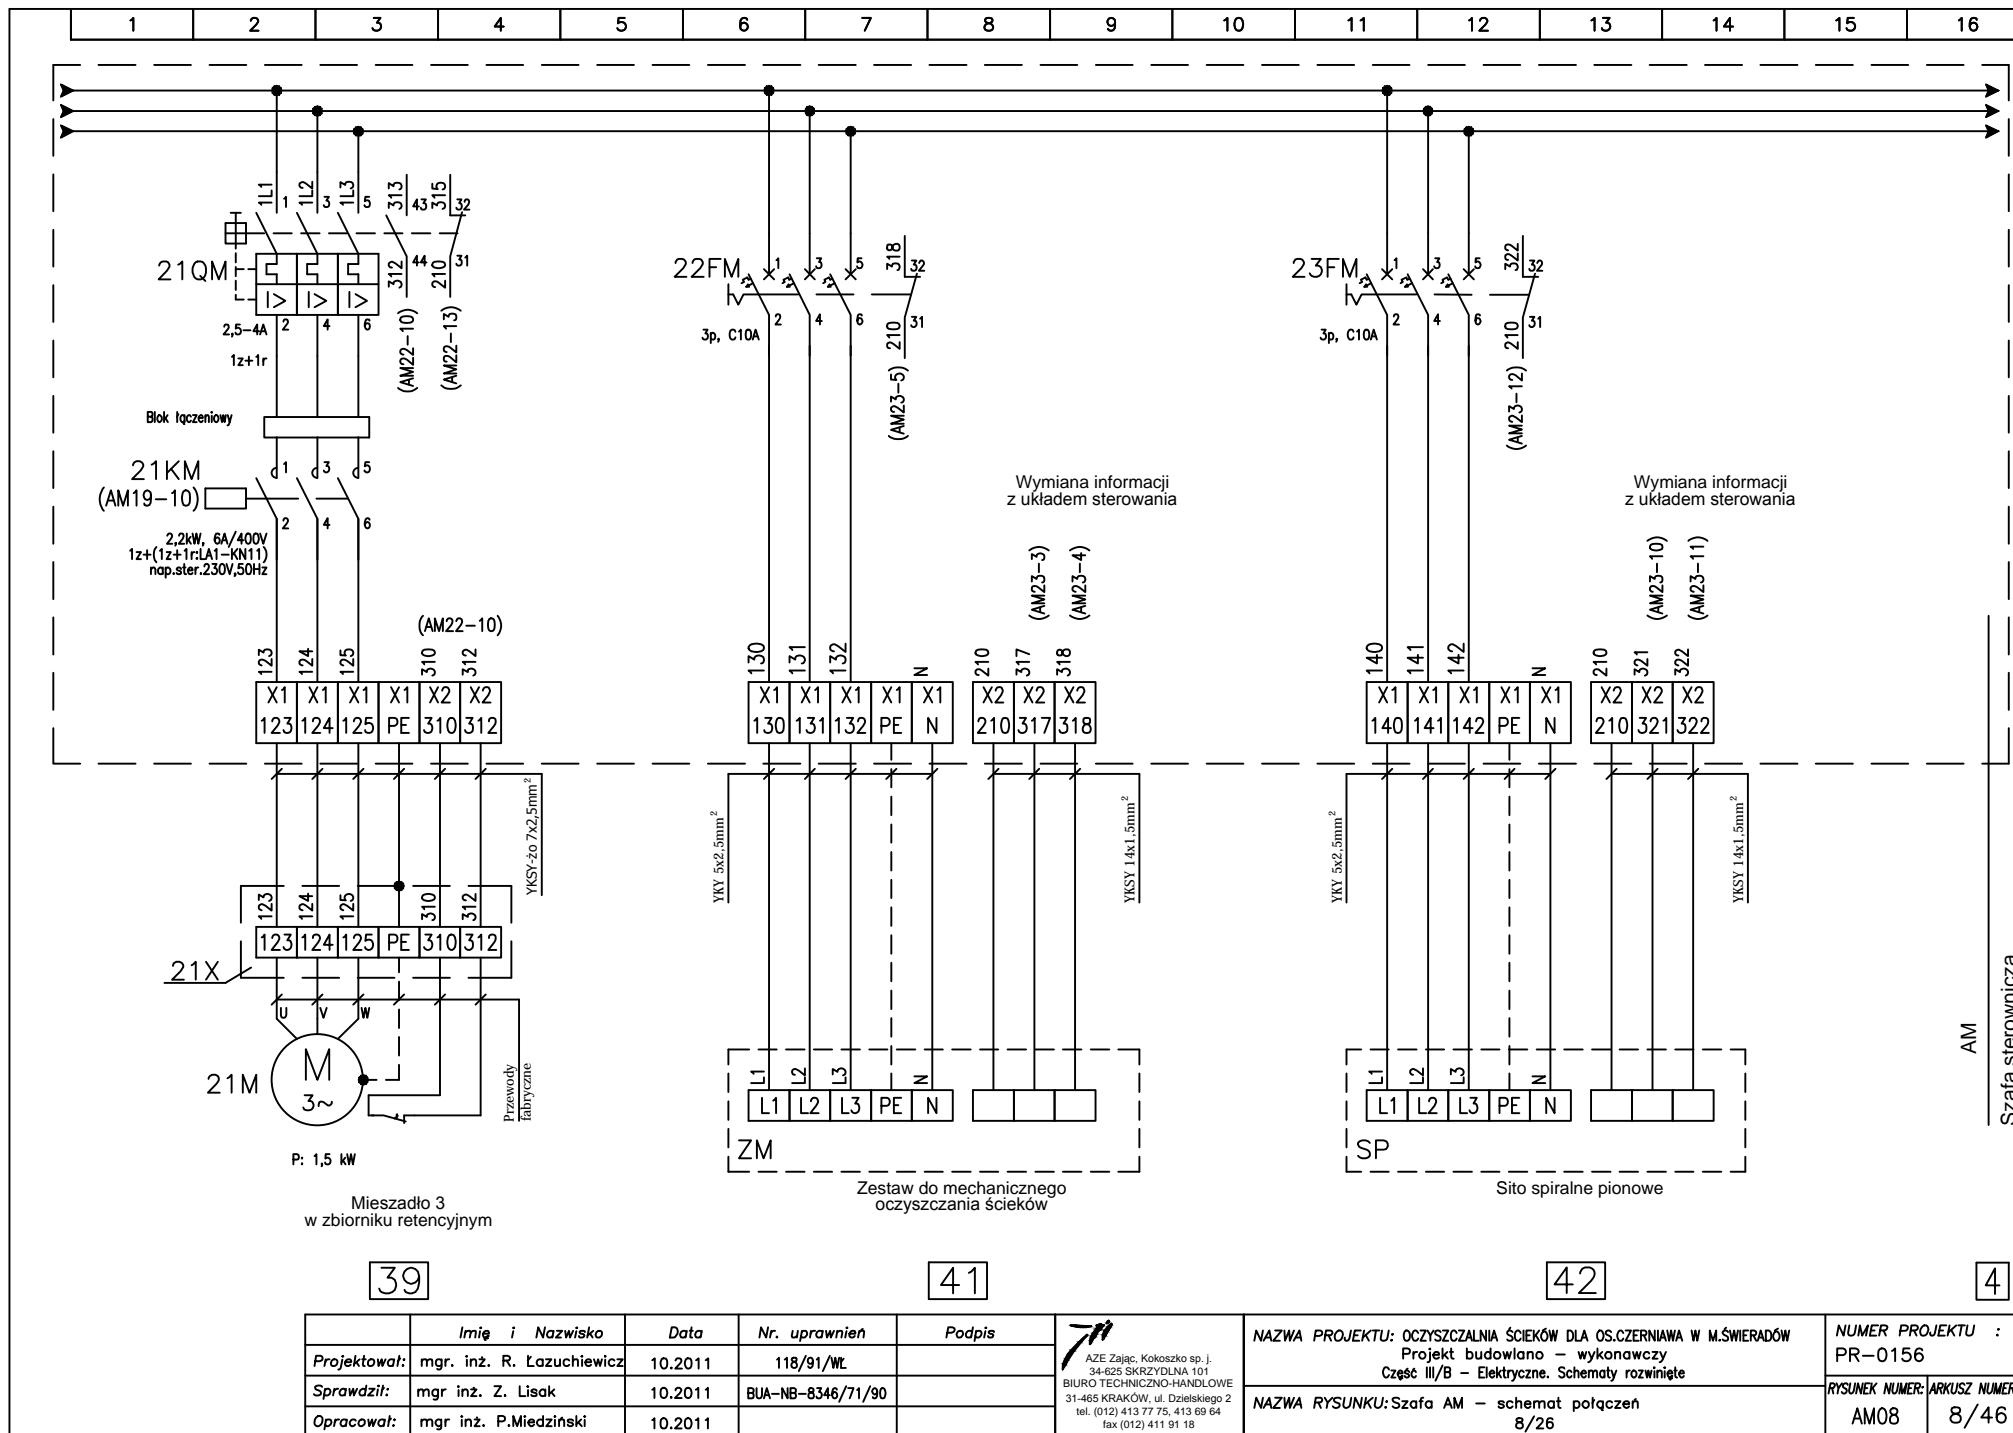 1 2 3 4 5 6 7 8 9 10 11 12 13 14 15 16
1L1 1L2 1L3 313 315
1 3 5 43 32
21QM
312 44 210 31
2,5-4A 2 4 6
1z+1r
(AM22-10) (AM22-13)
Blok łączeniowy
21KM
(AM19-10)
1 3 5
2 4 6
2,2kW, 6A/400V
1z+(1z+1r:LA1-KN11)
nap.ster.230V,50Hz
(AM22-10)
123 124 125 310 312
X1 X1 X1 X1 X2 X2
123 124 125 PE 310 312
YKSY-żo 7x2,5mm²
123 124 125 310 312
123 124 125 PE 310 312
21X
U V W
M
3~
21M
Przewody
fabryczne
P: 1,5 kW
Mieszadło 3
w zbiorniku retencyjnym
39
22FM
1 3 5 318 32
2 4 6 210 31
3p, C10A
(AM23-5)
Wymiana informacji
z układem sterowania
(AM23-3) (AM23-4)
130 131 132 N 210 317 318
X1 X1 X1 X1 X1 X2 X2 X2
130 131 132 PE N 210 317 318
YKY 5x2,5mm²
YKSY 14x1,5mm²
L1 L2 L3 N
L1 L2 L3 PE N
ZM
Zestaw do mechanicznego
oczyszczania ścieków
41
23FM
1 3 5 322 32
2 4 6 210 31
3p, C10A
(AM23-12)
Wymiana informacji
z układem sterowania
(AM23-10) (AM23-11)
140 141 142 N 210 321 322
X1 X1 X1 X1 X1 X2 X2 X2
140 141 142 PE N 210 321 322
YKY 5x2,5mm²
YKSY 14x1,5mm²
L1 L2 L3 N
L1 L2 L3 PE N
SP
Sito spiralne pionowe
42
AM
Szafa sterownicza
4
Imię i Nazwisko Data Nr. uprawnień Podpis
Projektował: mgr. inż. R. Łazuchiewicz 10.2011 118/91/WŁ
Sprawdził: mgr inż. Z. Lisak 10.2011 BUA-NB-8346/71/90
Opracował: mgr inż. P.Miedziński 10.2011
AZE Zając, Kokoszko sp. j.
34-625 SKRZYDLNA 101
BIURO TECHNICZNO-HANDLOWE
31-465 KRAKÓW, ul. Dzielskiego 2
tel. (012) 413 77 75, 413 69 64
fax (012) 411 91 18
NAZWA PROJEKTU: OCZYSZCZALNIA ŚCIEKÓW DLA OS.CZERNIAWA W M.ŚWIERADÓW
Projekt budowlano - wykonawczy
Część III/B - Elektryczne. Schematy rozwinięte
NAZWA RYSUNKU: Szafa AM - schemat połączeń
8/26
NUMER PROJEKTU :
PR-0156
RYSUNEK NUMER: ARKUSZ NUMER
AM08 8/46